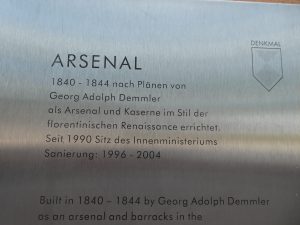 DENKMAL
ARSENAL
1840 - 1844 nach Plänen von
Georg Adolph Demmler
als Arsenal und Kaserne im Stil der
florentinischen Renaissance errichtet.
Seit 1990 Sitz des Innenministeriums
Sanierung: 1996 - 2004
Built in 1840 – 1844 by Georg Adolph Demmler
as an arsenal and barracks in the